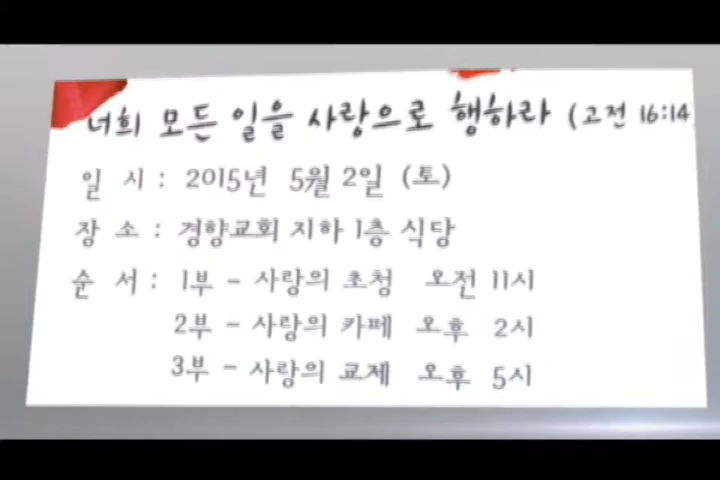 너희 모든 일을 사랑으로 행하라 (고전 16:14
일 시 : 2015년 5월 2일 (토)
장 소 : 경향교회 지하 1층 식당
순 서 : 1부 - 사랑의 초청 오전 11시
2부 - 사랑의 카페 오후 2시
3부 - 사랑의 교제 오후 5시